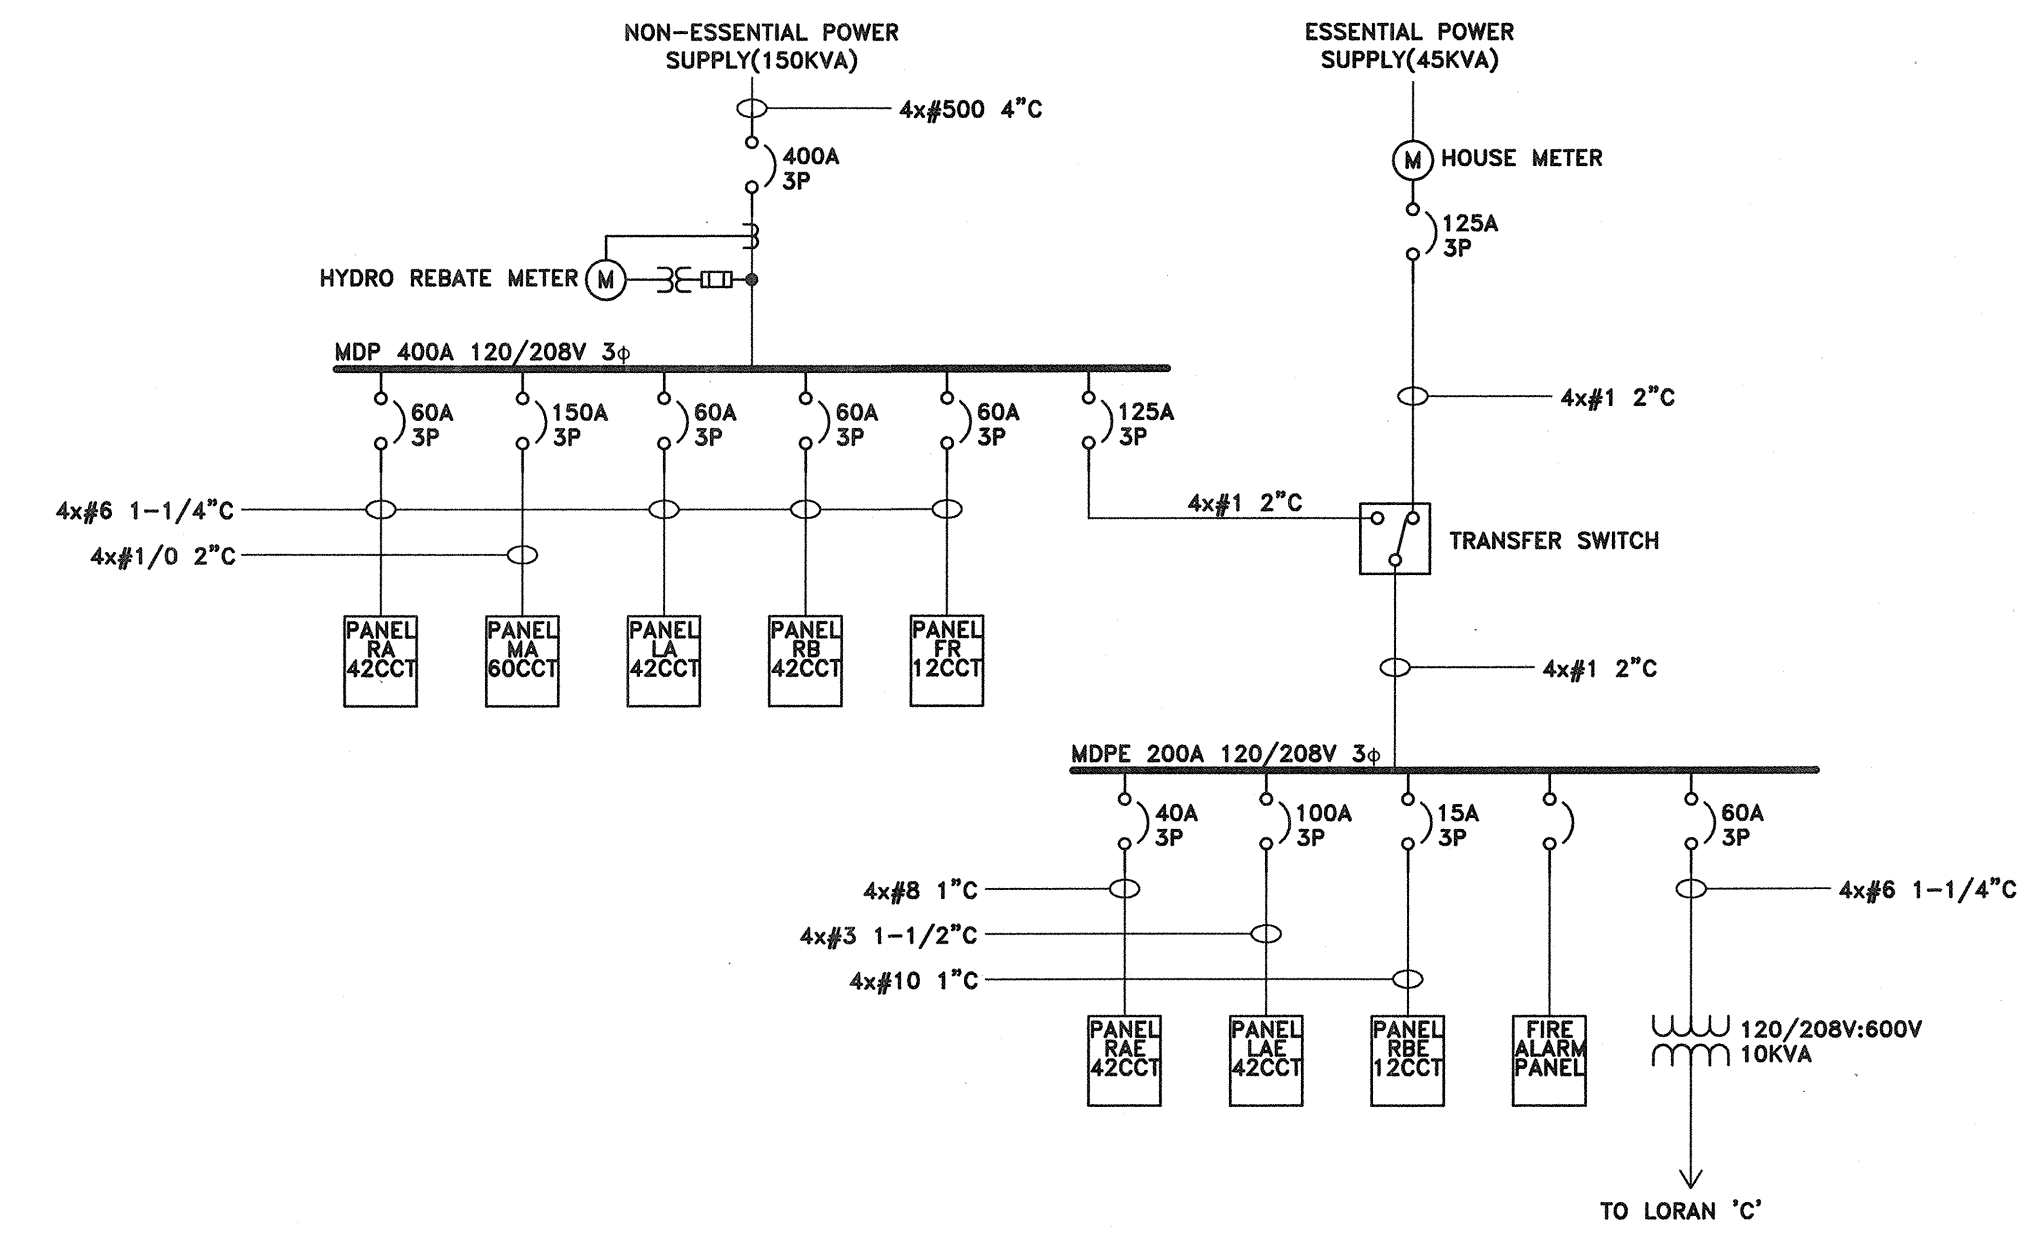 NON-ESSENTIAL POWER
SUPPLY(150KVA)
ESSENTIAL POWER
SUPPLY(45KVA)
4x#500 4"C
400A
3P
M HOUSE METER
125A
3P
HYDRO REBATE METER M
MDP 400A 120/208V 3ϕ
60A
3P
150A
3P
60A
3P
60A
3P
60A
3P
125A
3P
4x#1 2"C
4x#6 1-1/4"C
4x#1/0 2"C
4x#1 2"C
TRANSFER SWITCH
PANEL
RA
42CCT
PANEL
MA
60CCT
PANEL
LA
42CCT
PANEL
RB
42CCT
PANEL
FR
12CCT
4x#1 2"C
MDPE 200A 120/208V 3ϕ
40A
3P
100A
3P
15A
3P
60A
3P
4x#8 1"C
4x#6 1-1/4"C
4x#3 1-1/2"C
4x#10 1"C
PANEL
RAE
42CCT
PANEL
LAE
42CCT
PANEL
RBE
12CCT
FIRE
ALARM
PANEL
120/208V:600V
10KVA
TO LORAN 'C'